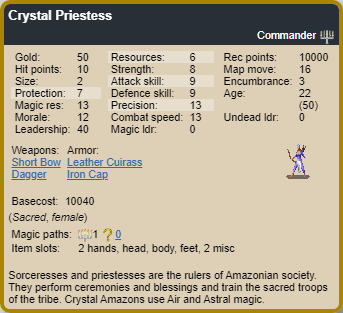 Crystal Priestess
Commander
Gold: 50 Resources: 6 Rec points: 10000
Hit points: 10 Strength: 8 Map move: 16
Size: 2 Attack skill: 9 Encumbrance: 3
Protection: 7 Defence skill: 9 Age: 22
Magic res: 13 Precision: 13 (50)
Morale: 12 Combat speed: 13 Undead ldr: 0
Leadership: 40 Magic ldr: 0
Weapons: Armor:
Short Bow Leather Cuirass
Dagger Iron Cap
Basecost: 10040
(Sacred, female)
Magic paths: 1 ? 0
Item slots: 2 hands, head, body, feet, 2 misc
Sorceresses and priestesses are the rulers of Amazonian society.
They perform ceremonies and blessings and train the sacred troops
of the tribe. Crystal Amazons use Air and Astral magic.